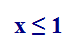 x ≤ 1